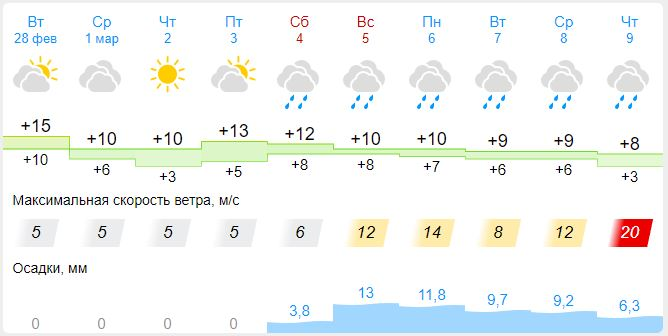 Вт Ср Чт Пт Сб Вс Пн Вт Ср Чт
28 фев 1 мар 2 3 4 5 6 7 8 9
+15 +10 +10 +13 +12 +10 +10 +9 +9 +8
+10 +6 +3 +5 +8 +8 +7 +6 +6 +3
Максимальная скорость ветра, м/с
5 5 5 5 6 12 14 8 12 20
Осадки, мм
0 0 0 0 3,8 13 11,8 9,7 9,2 6,3